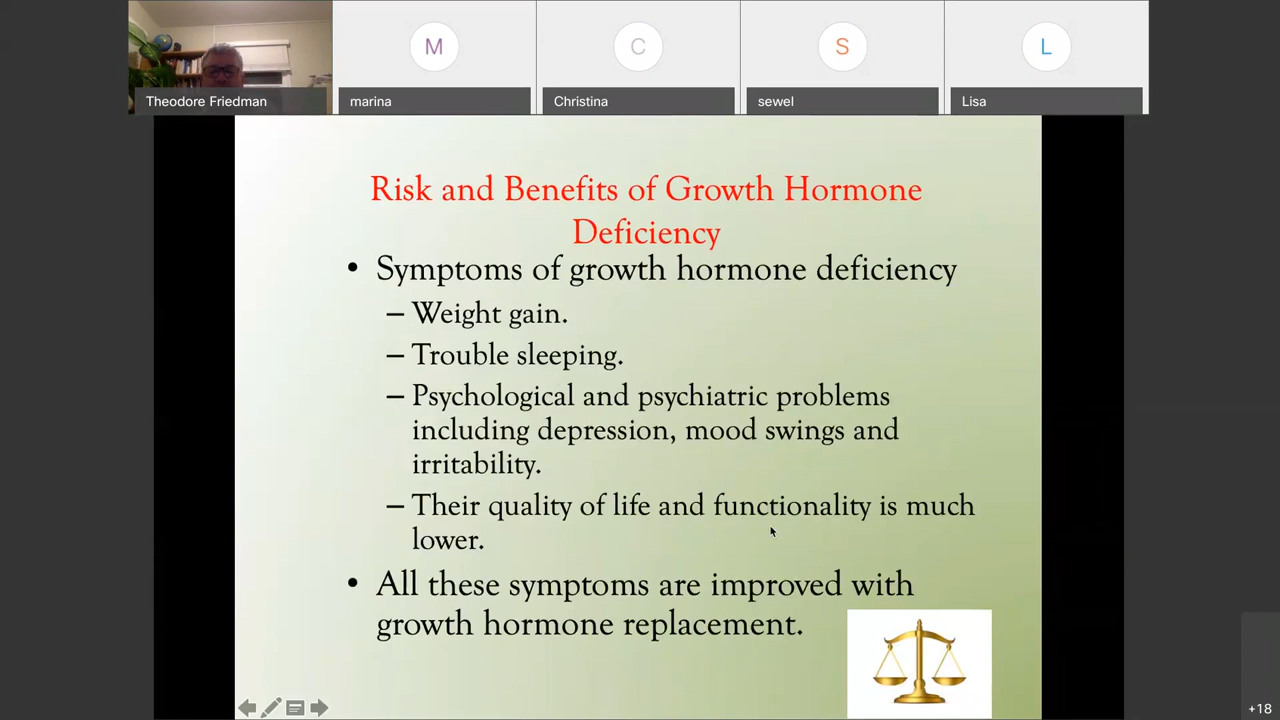 M
C
S
L
Theodore Friedman
marina
Christina
sewel
Lisa
Risk and Benefits of Growth Hormone
Deficiency
• Symptoms of growth hormone deficiency
– Weight gain.
– Trouble sleeping.
– Psychological and psychiatric problems
including depression, mood swings and
irritability.
– Their quality of life and functionality is much
lower.
• All these symptoms are improved with
growth hormone replacement.
+18